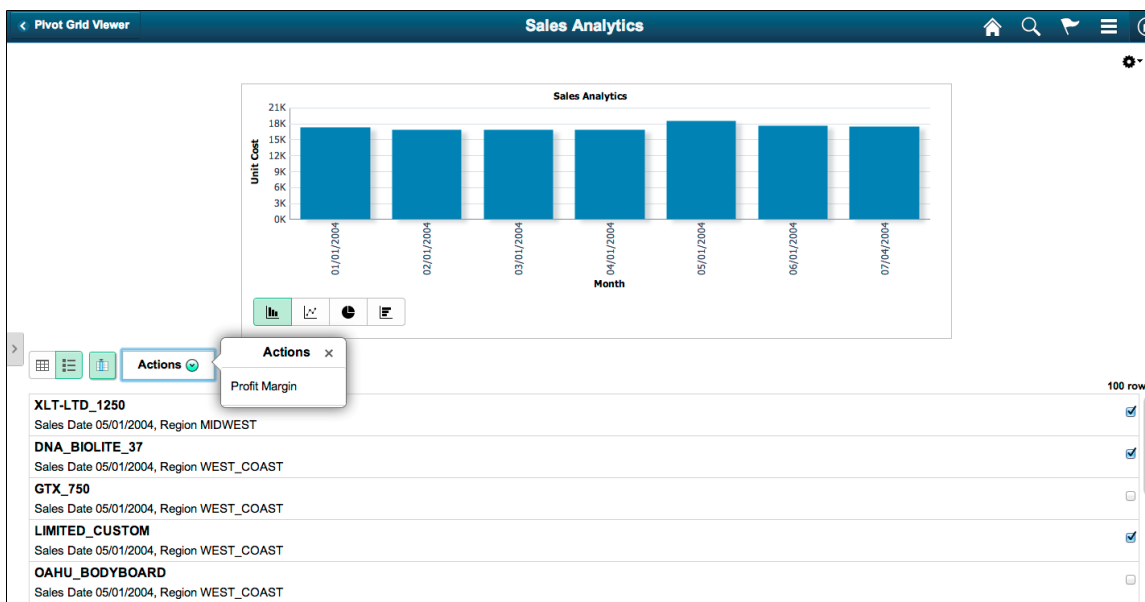 Pivot Grid Viewer
Sales Analytics
Sales Analytics
21K
18K
15K
12K
9K
6K
3K
0K
Unit Cost
01/01/2004
02/01/2004
03/01/2004
04/01/2004
05/01/2004
06/01/2004
07/04/2004
Month
Actions
Actions ×
Profit Margin
100 row
XLT-LTD_1250
Sales Date 05/01/2004, Region MIDWEST
DNA_BIOLITE_37
Sales Date 05/01/2004, Region WEST_COAST
GTX_750
Sales Date 05/01/2004, Region WEST_COAST
LIMITED_CUSTOM
Sales Date 05/01/2004, Region WEST_COAST
OAHU_BODYBOARD
Sales Date 05/01/2004, Region WEST_COAST